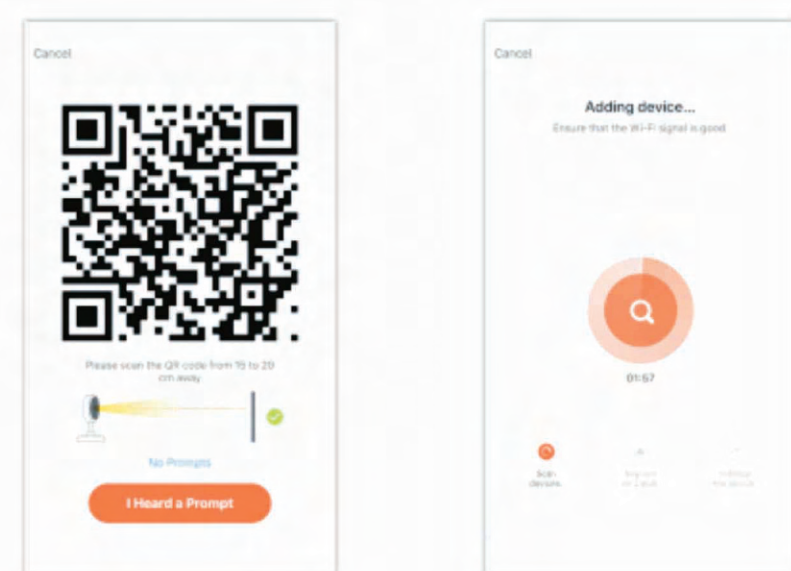 Cancel
Please scan the QR code from 15 to 20
cm away
No Prompts
I Heard a Prompt
Cancel
Adding device...
Ensure that the Wi-Fi signal is good
01:57
Scan
devices.